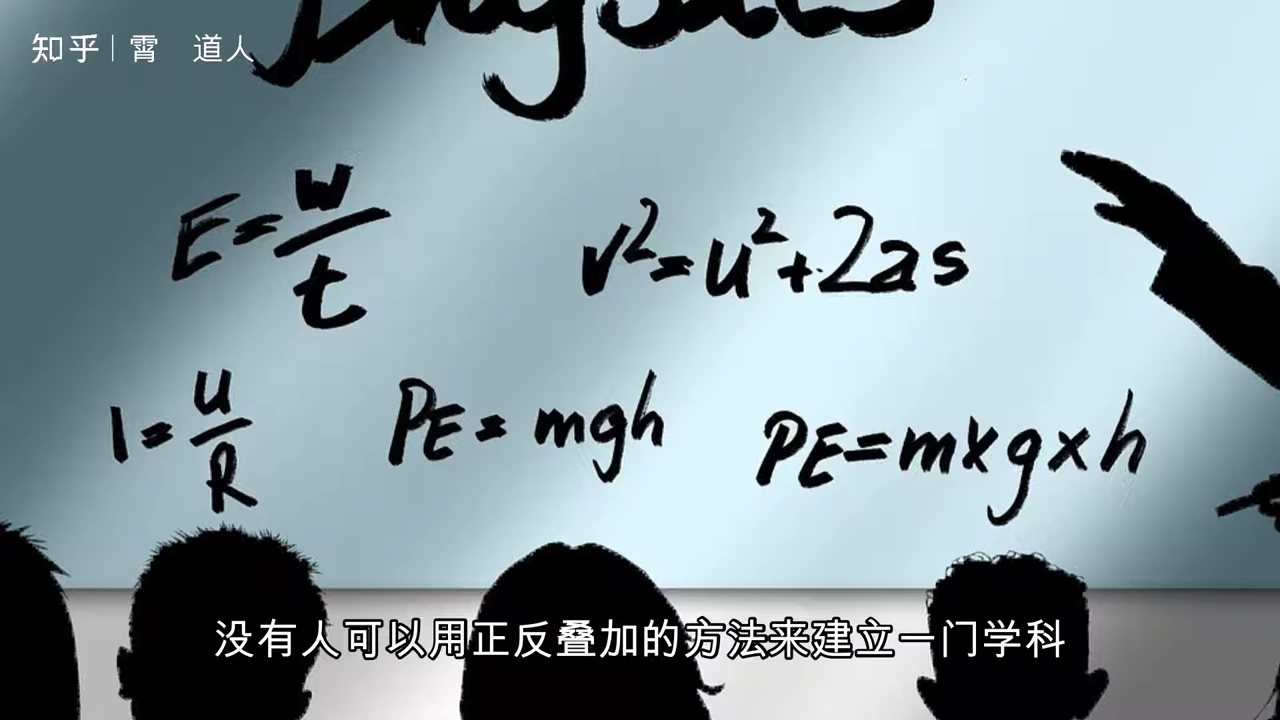 知乎 | 霄 道人
E=w/t
v²=u²+2as
I=u/R
PE=mgh
PE=mxgxh
没有人可以用正反叠加的方法来建立一门学科